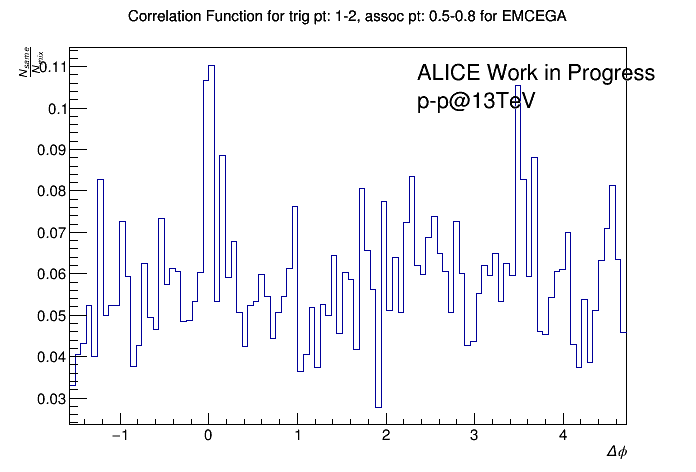 Correlation Function for trig pt: 1-2, assoc pt: 0.5-0.8 for EMCEGA
N_same
N_mix
ALICE Work in Progress
p-p@13TeV
0.11
0.1
0.09
0.08
0.07
0.06
0.05
0.04
0.03
−1 0 1 2 3 4
Δϕ